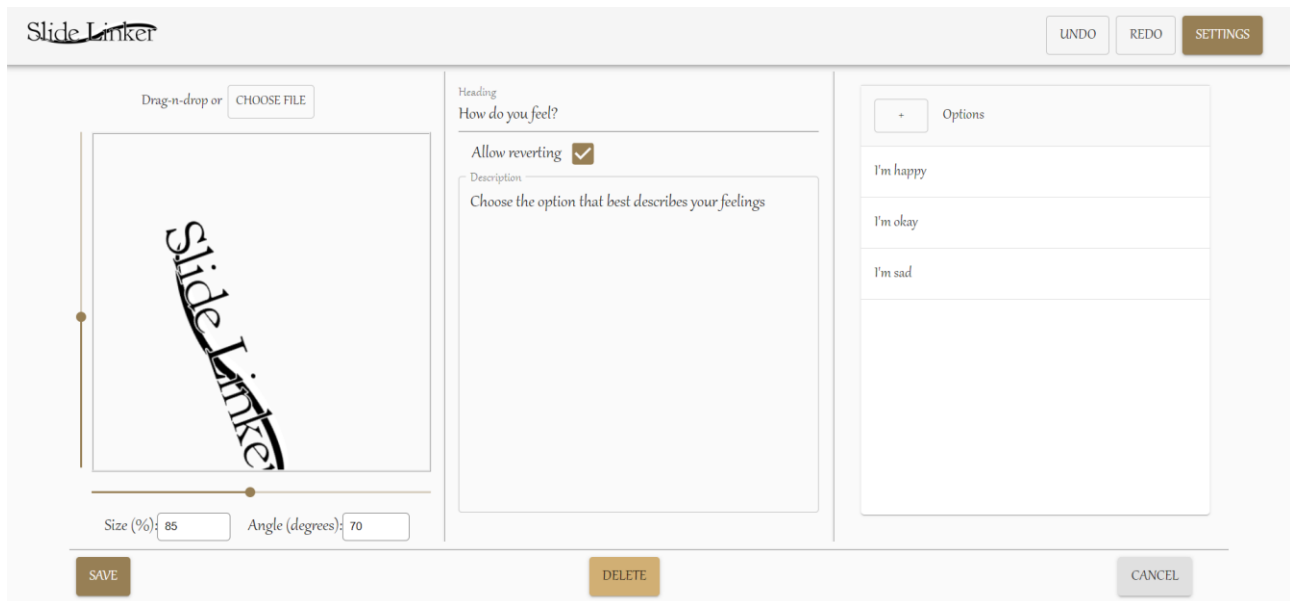 Slide Linker
UNDO REDO SETTINGS
Drag-n-drop or CHOOSE FILE
Slide Linker
Size (%): 85 Angle (degrees): 70
Heading
How do you feel?
Allow reverting
Description
Choose the option that best describes your feelings
+ Options
I'm happy
I'm okay
I'm sad
SAVE DELETE CANCEL